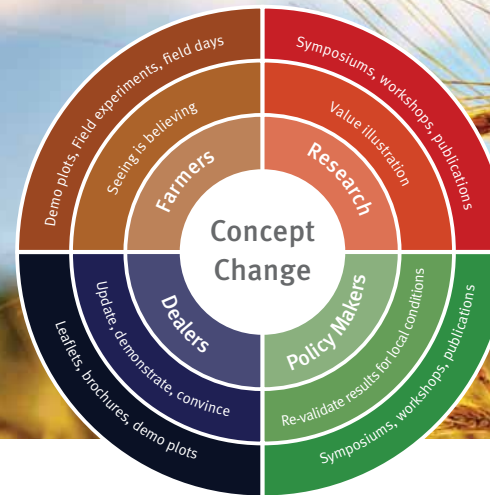 Demo plots, Field experiments, field days
Seeing is believing
Farmers
Symposiums, workshops, publications
Value illustration
Research
Concept
Change
Dealers
Update, demonstrate, convince
Leaflets, brochures, demo plots
Policy Makers
Re-validate results for local conditions
Symposiums, workshops, publications